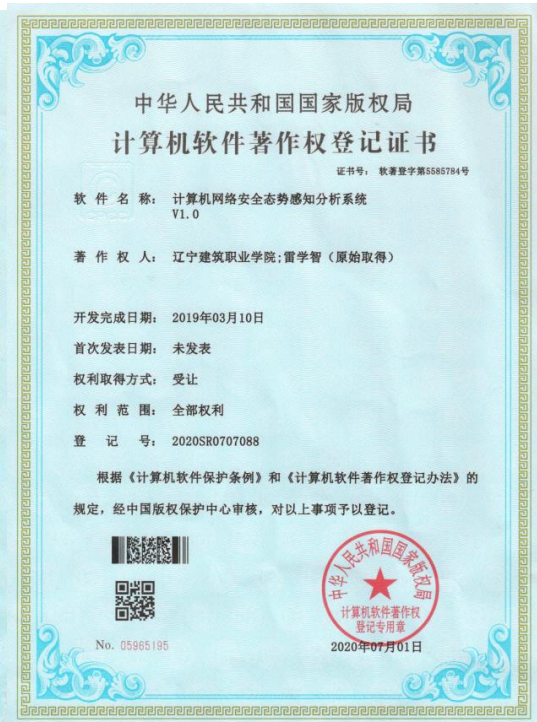 中华人民共和国国家版权局
计算机软件著作权登记证书
证书号: 软著登字第5585784号
软件名称: 计算机网络安全态势感知分析系统
V1.0
著作权人: 辽宁建筑职业学院;雷学智(原始取得)
开发完成日期: 2019年03月10日
首次发表日期: 未发表
权利取得方式: 受让
权利范围: 全部权利
登记号: 2020SR0707088
根据《计算机软件保护条例》和《计算机软件著作权登记办法》的
规定,经中国版权保护中心审核,对以上事项予以登记。
中华人民共和国国家版权局
计算机软件著作权
登记专用章
No. 05965195
2020年07月01日